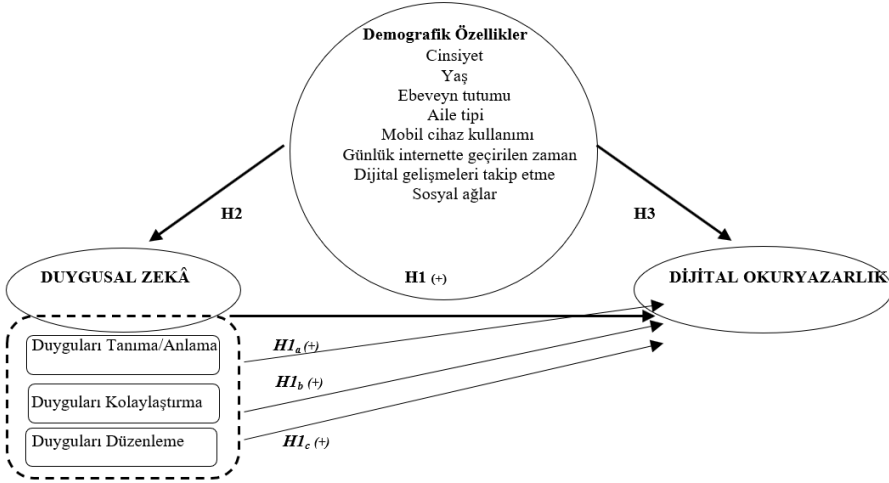 Demografik Özellikler
Cinsiyet
Yaş
Ebeveyn tutumu
Aile tipi
Mobil cihaz kullanımı
Günlük internette geçirilen zaman
Dijital gelişmeleri takip etme
Sosyal ağlar
H2
H3
DUYGUSAL ZEKÂ
H1 (+)
DİJİTAL OKURYAZARLIK
Duyguları Tanıma/Anlama
H1a (+)
Duyguları Kolaylaştırma
H1b (+)
Duyguları Düzenleme
H1c (+)